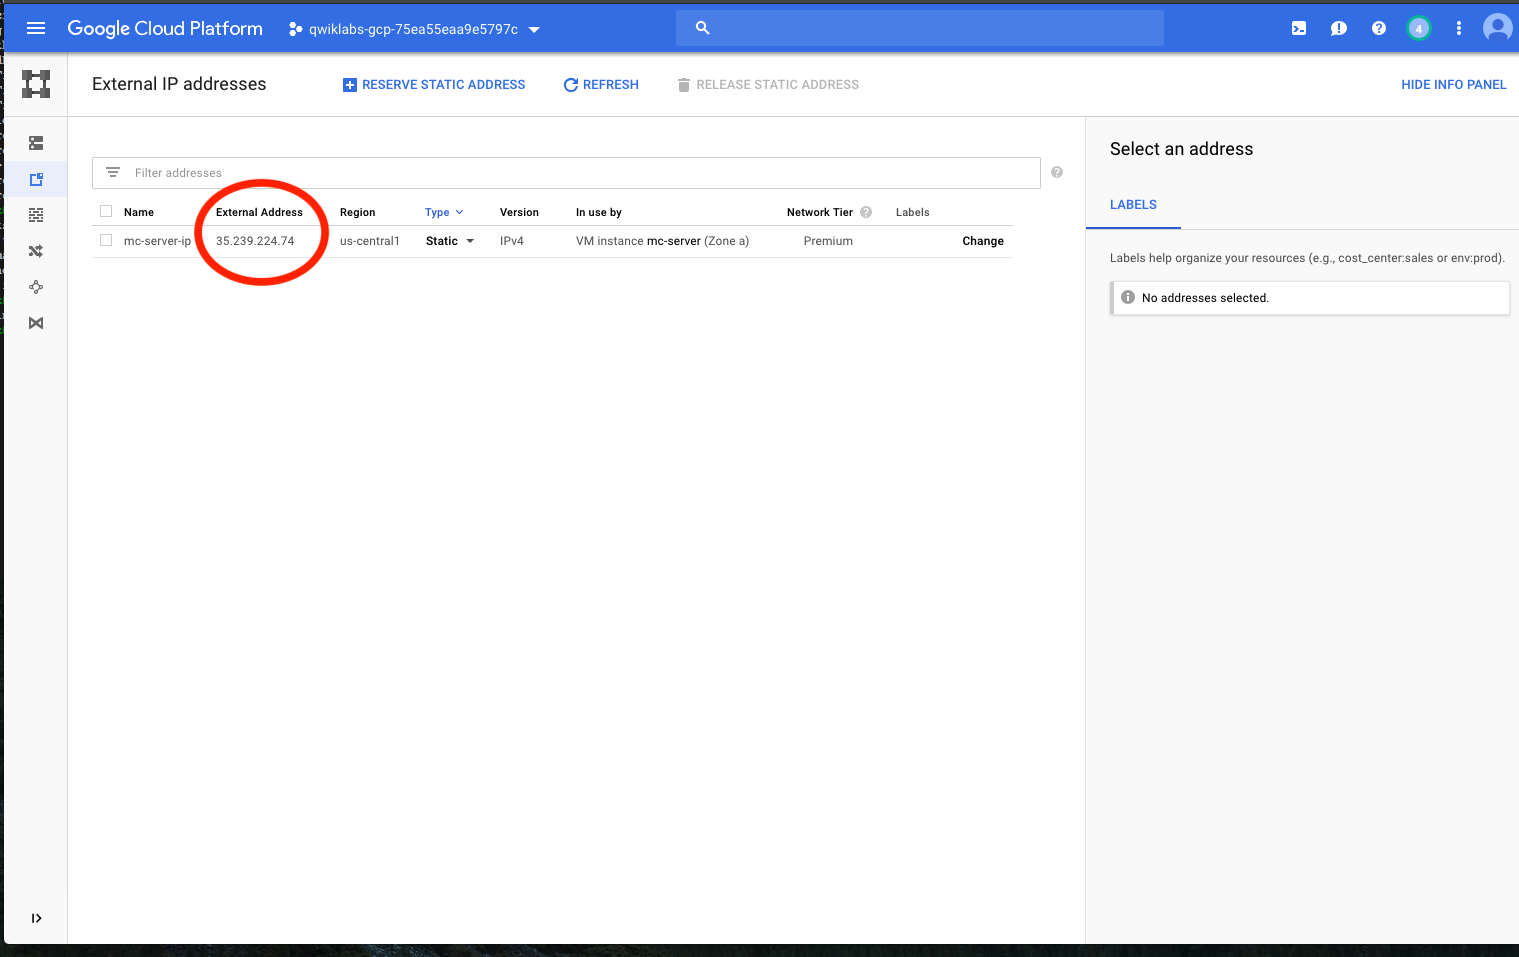 Google Cloud Platform qwiklabs-gcp-75ea55eaa9e5797c 4
External IP addresses RESERVE STATIC ADDRESS REFRESH RELEASE STATIC ADDRESS HIDE INFO PANEL
Filter addresses
Name External Address Region Type Version In use by Network Tier Labels
mc-server-ip 35.239.224.74 us-central1 Static IPv4 VM instance mc-server (Zone a) Premium Change
Select an address
LABELS
Labels help organize your resources (e.g., cost_center:sales or env:prod).
No addresses selected.